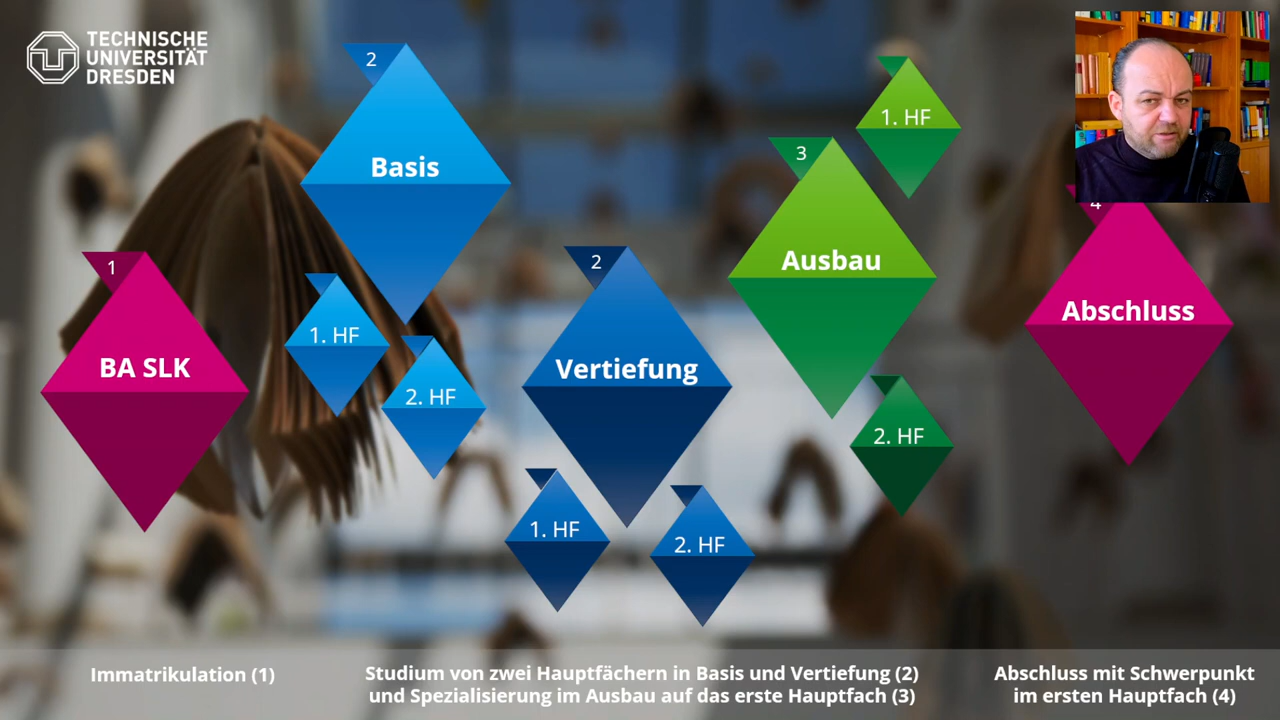 TECHNISCHE
UNIVERSITÄT
DRESDEN
1
BA SLK
2
Basis
1. HF
2. HF
2
Vertiefung
1. HF
2. HF
3
Ausbau
1. HF
2. HF
4
Abschluss
Immatrikulation (1)
Studium von zwei Hauptfächern in Basis und Vertiefung (2)
und Spezialisierung im Ausbau auf das erste Hauptfach (3)
Abschluss mit Schwerpunkt
im ersten Hauptfach (4)